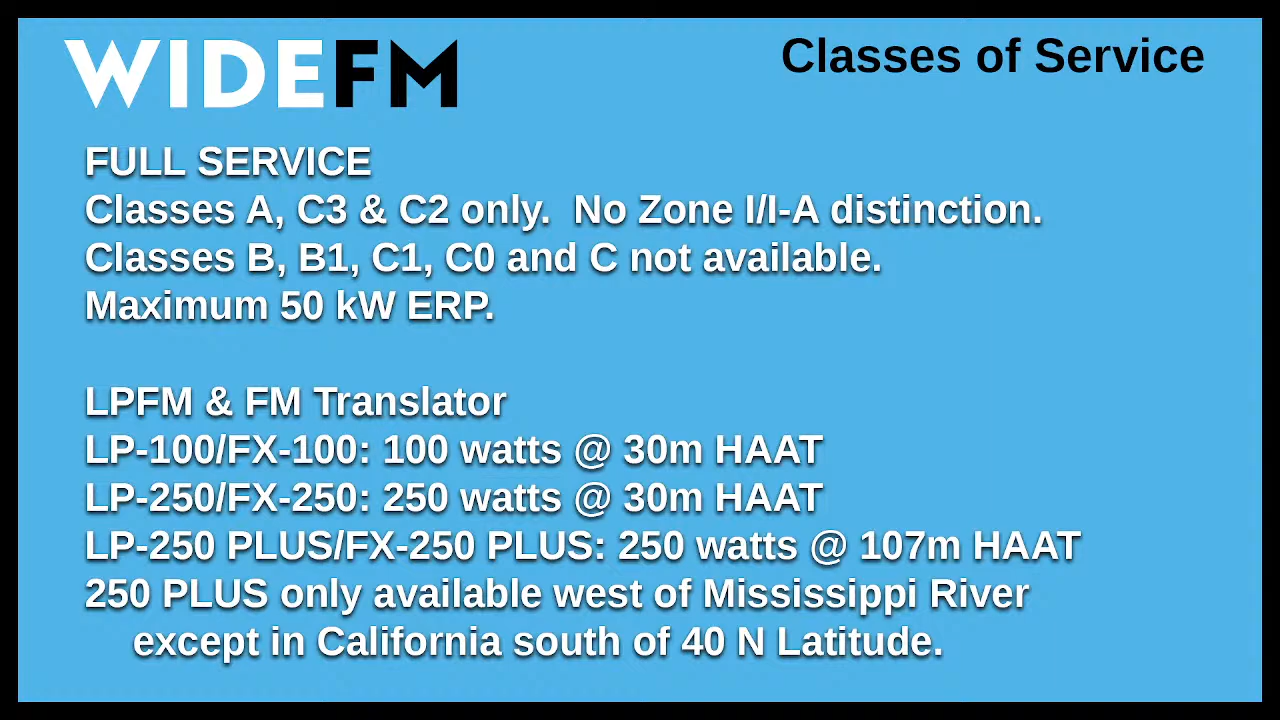 WIDEFM
Classes of Service
FULL SERVICE
Classes A, C3 & C2 only.  No Zone I/I-A distinction.
Classes B, B1, C1, C0 and C not available.
Maximum 50 kW ERP.
LPFM & FM Translator
LP-100/FX-100: 100 watts @ 30m HAAT
LP-250/FX-250: 250 watts @ 30m HAAT
LP-250 PLUS/FX-250 PLUS: 250 watts @ 107m HAAT
250 PLUS only available west of Mississippi River
except in California south of 40 N Latitude.